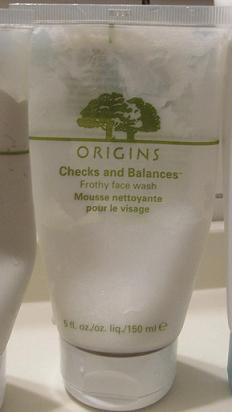 ORIGINS
Checks and Balances™
Frothy face wash
Mousse nettoyante
pour le visage
5 fl. oz./oz. liq./150 ml ℮